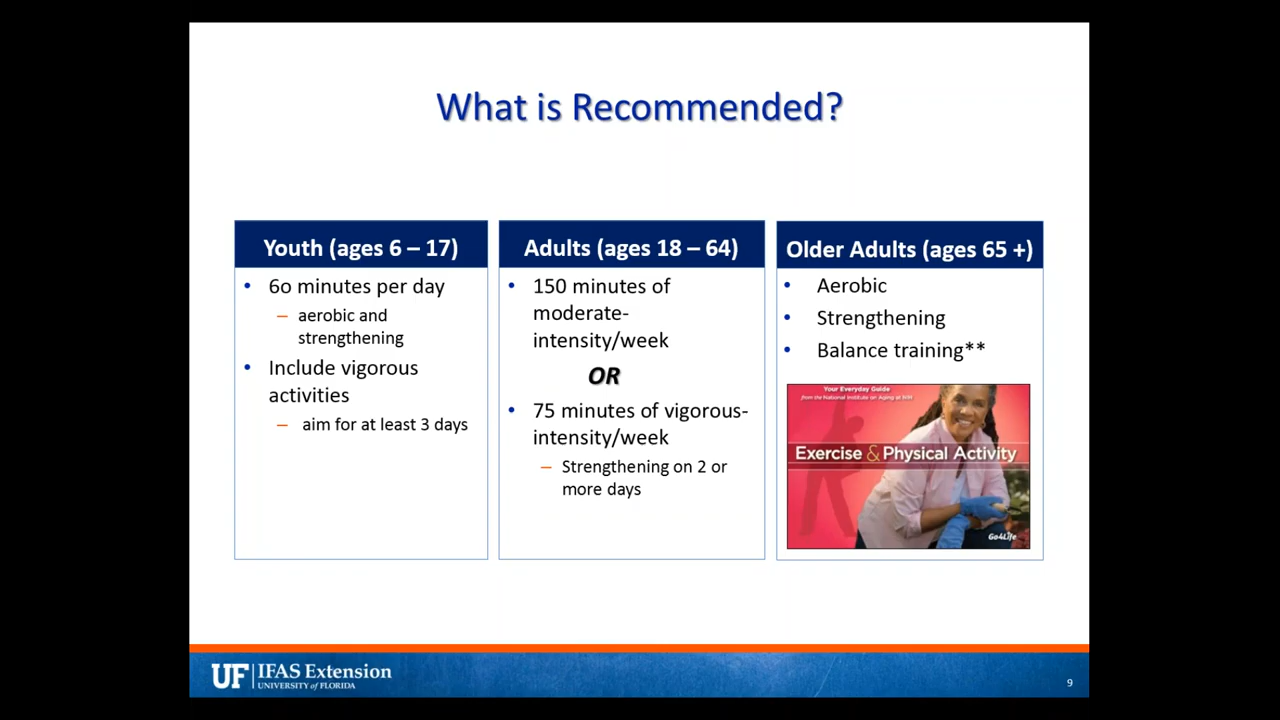 What is Recommended?
Youth (ages 6 – 17)
• 6o minutes per day
– aerobic and
strengthening
• Include vigorous
activities
– aim for at least 3 days
Adults (ages 18 – 64)
• 150 minutes of
moderate-
intensity/week
OR
• 75 minutes of vigorous-
intensity/week
– Strengthening on 2 or
more days
Older Adults (ages 65 +)
• Aerobic
• Strengthening
• Balance training**
Your Everyday Guide
from the National Institute on Aging at NIH
Exercise & Physical Activity
Go4Life
UF IFAS Extension
UNIVERSITY of FLORIDA
9